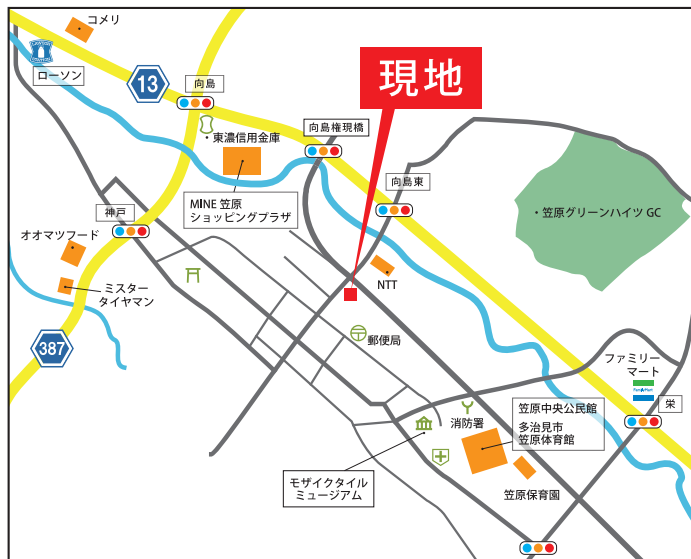 コメリ
ローソン
13
向島
現地
・東濃信用金庫
向島権現橋
MINE 笠原
ショッピングプラザ
向島東
・笠原グリーンハイツ GC
神戸
オオマツフード
ミスター
タイヤマン
NTT
387
郵便局
ファミリー
マート
FamilyMart
栄
消防署
笠原中央公民館
多治見市
笠原体育館
モザイクタイル
ミュージアム
笠原保育園